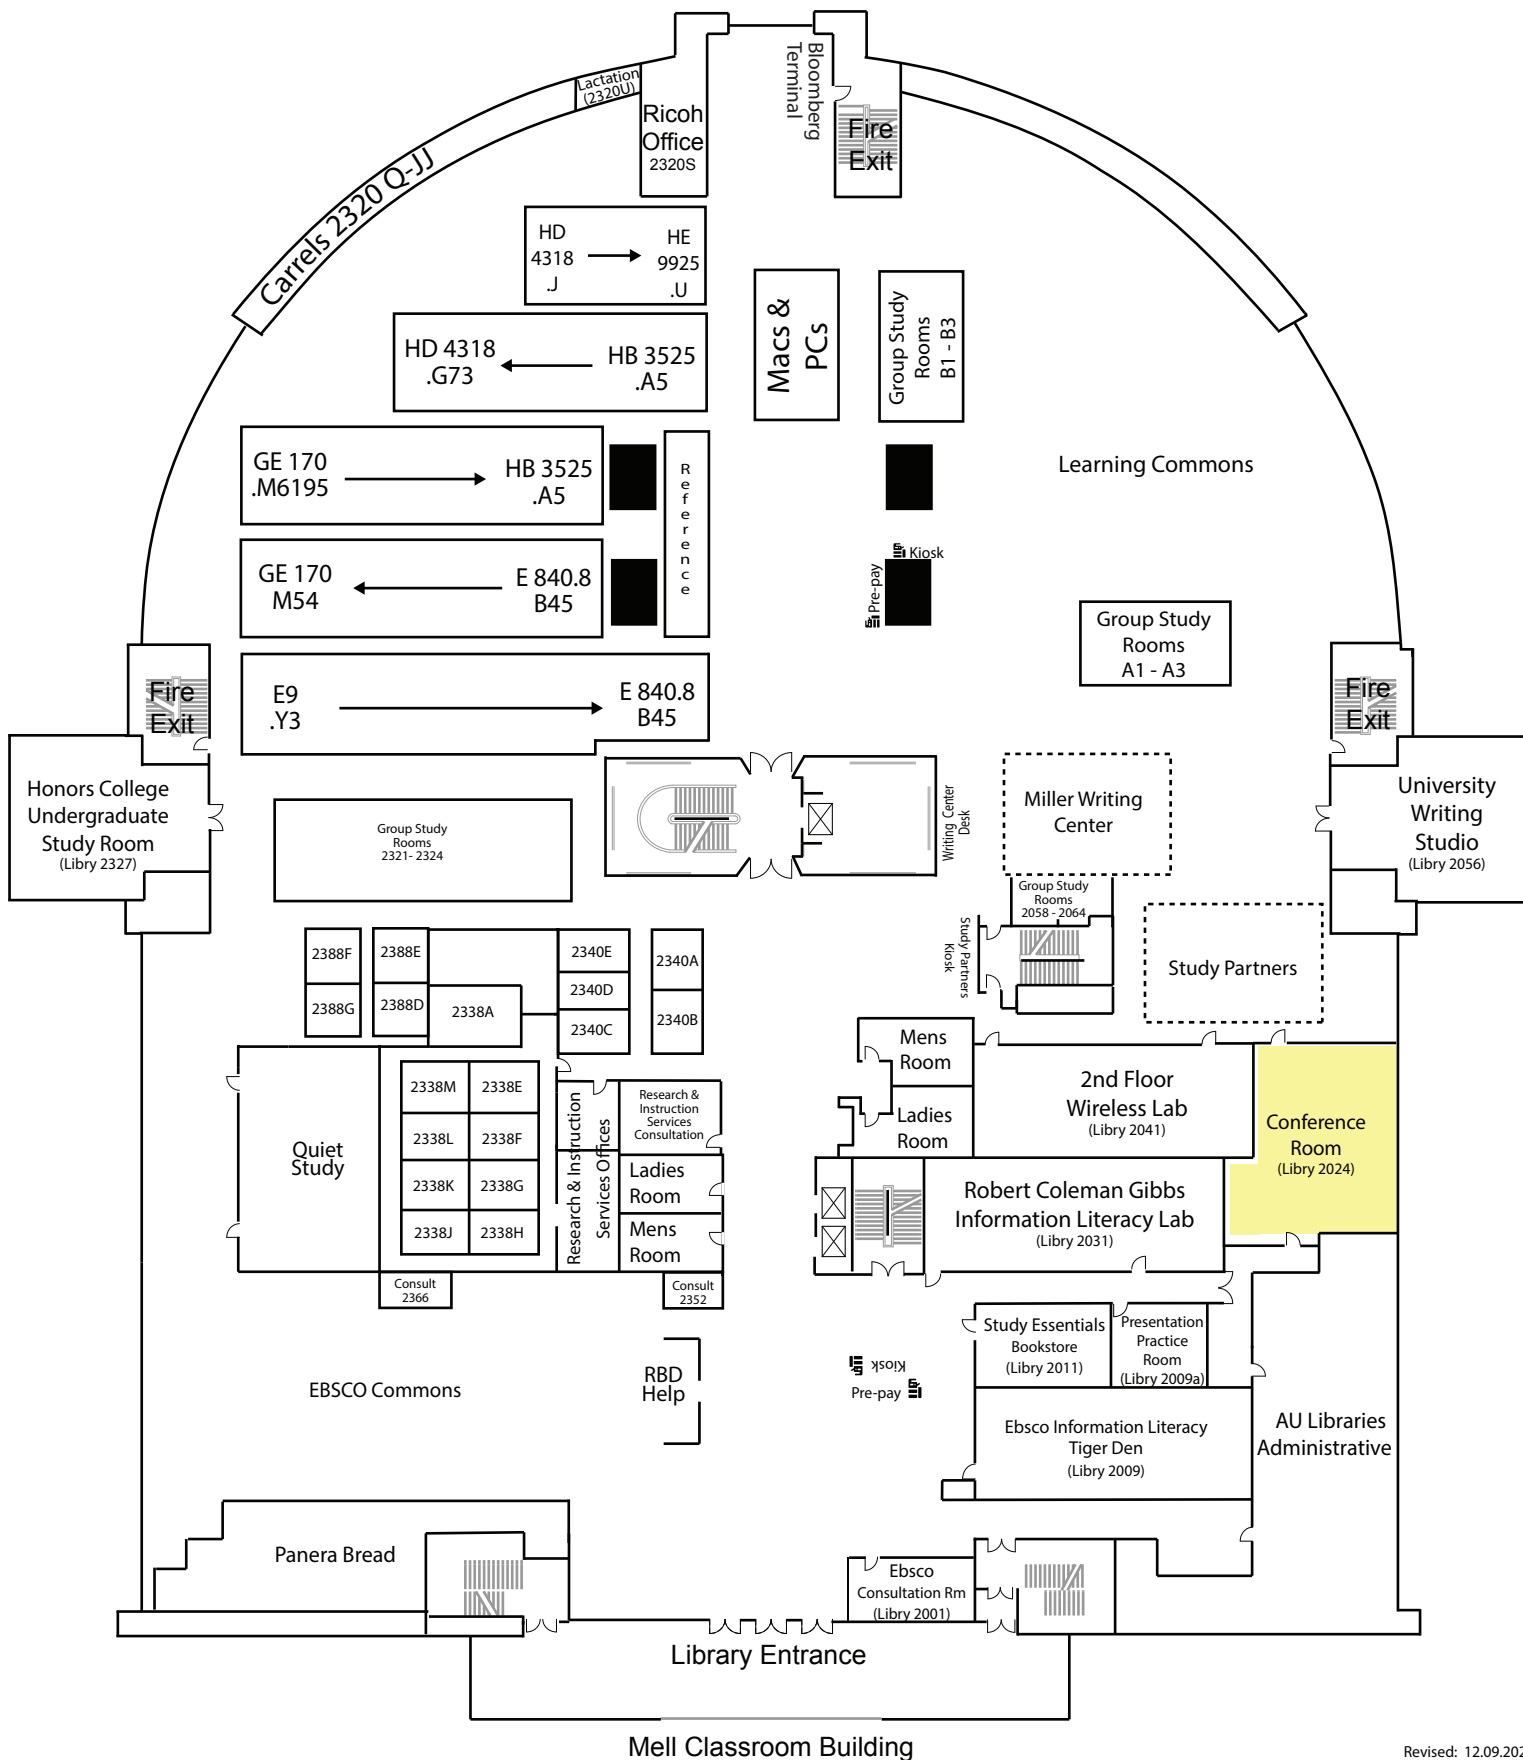 Bloomberg
Terminal
Lactation
(2320U)
Ricoh
Office
2320S
Fire
Exit
Carrels 2320 Q-JJ
HD
4318
.J
HE
9925
.U
Macs &
PCs
Group Study
Rooms
B1 - B3
HD 4318
.G73
HB 3525
.A5
GE 170
.M6195
HB 3525
.A5
Reference
Learning Commons
Kiosk
Pre-pay
GE 170
M54
E 840.8
B45
Group Study
Rooms
A1 - A3
Fire
Exit
E9
.Y3
E 840.8
B45
Fire
Exit
Honors College
Undergraduate
Study Room
(Libry 2327)
Group Study
Rooms
2321- 2324
Writing Center
Desk
Miller Writing
Center
University
Writing
Studio
(Libry 2056)
Group Study
Rooms
2058 - 2064
Study Partners
Kiosk
Study Partners
2388F
2388E
2340E
2340A
2388G
2388D
2338A
2340D
2340C
2340B
Mens
Room
2nd Floor
Wireless Lab
(Libry 2041)
Conference
Room
(Libry 2024)
Ladies
Room
2338M
2338E
2338L
2338F
2338K
2338G
2338J
2338H
Quiet
Study
Research & Instruction
Services Offices
Research &
Instruction
Services
Consultation
Ladies
Room
Mens
Room
Robert Coleman Gibbs
Information Literacy Lab
(Libry 2031)
Consult
2366
Consult
2352
Study Essentials
Bookstore
(Libry 2011)
Presentation
Practice
Room
(Libry 2009a)
EBSCO Commons
RBD
Help
Kiosk
Pre-pay
Ebsco Information Literacy
Tiger Den
(Libry 2009)
AU Libraries
Administrative
Panera Bread
Ebsco
Consultation Rm
(Libry 2001)
Library Entrance
Mell Classroom Building
Revised: 12.09.202